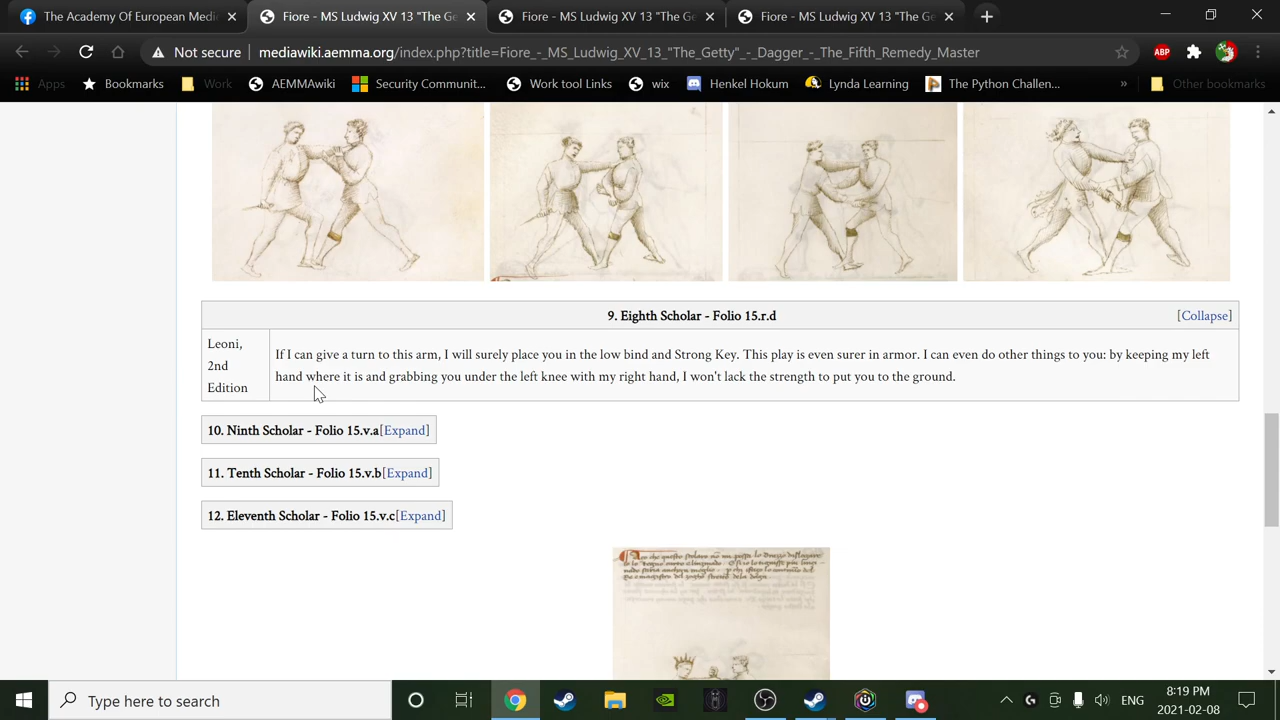 The Academy Of European Medi
Fiore - MS Ludwig XV 13 "The Ge
Fiore - MS Ludwig XV 13 "The Ge
Fiore - MS Ludwig XV 13 "The Ge
Not secure
mediawiki.aemma.org/index.php?title=Fiore_-_MS_Ludwig_XV_13_"The_Getty"_-_Dagger_-_The_Fifth_Remedy_Master
ABP
Apps
Bookmarks
Work
AEMMAwiki
Security Communit...
Work tool Links
wix
Henkel Hokum
Lynda Learning
The Python Challen...
»
Other bookmarks
9. Eighth Scholar - Folio 15.r.d
[Collapse]
Leoni,
2nd
Edition
If I can give a turn to this arm, I will surely place you in the low bind and Strong Key. This play is even surer in armor. I can even do other things to you: by keeping my left
hand where it is and grabbing you under the left knee with my right hand, I won't lack the strength to put you to the ground.
10. Ninth Scholar - Folio 15.v.a[Expand]
11. Tenth Scholar - Folio 15.v.b[Expand]
12. Eleventh Scholar - Folio 15.v.c[Expand]
Type here to search
ENG
8:19 PM
2021-02-08